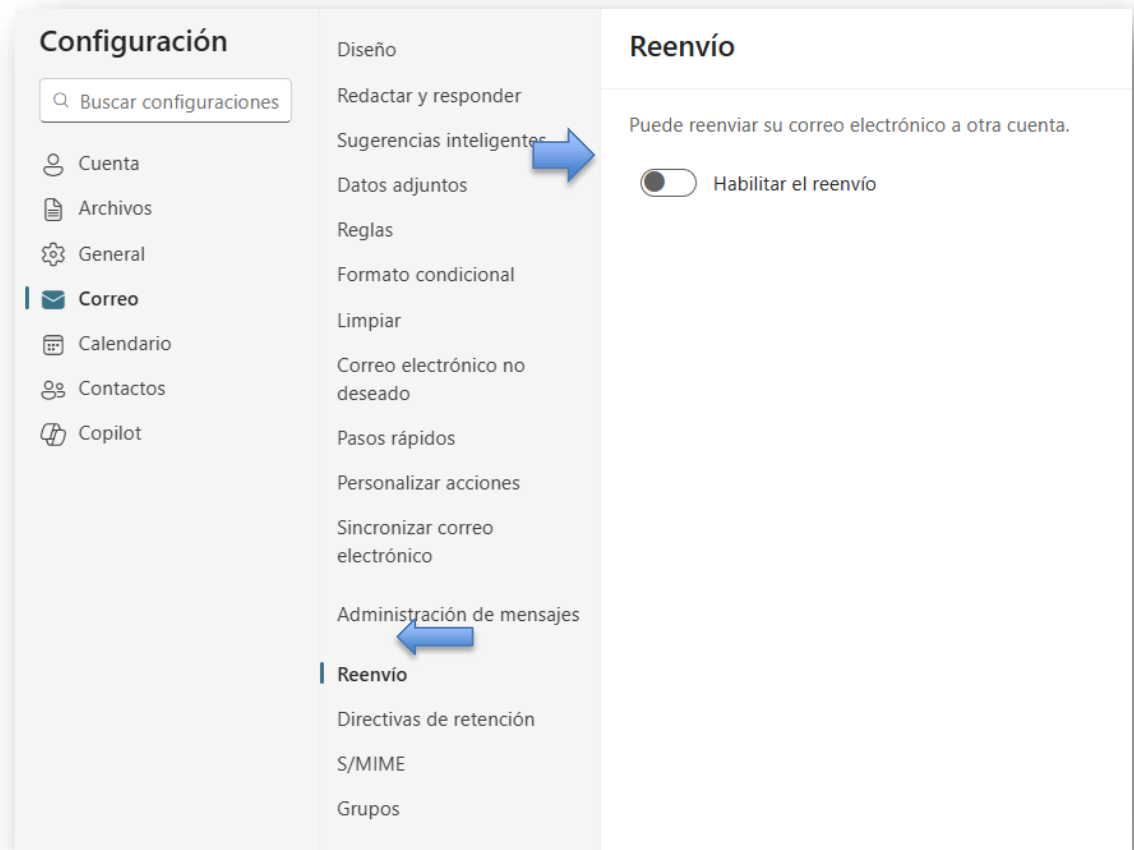 Configuración
Buscar configuraciones
Cuenta
Archivos
General
Correo
Calendario
Contactos
Copilot
Diseño
Redactar y responder
Sugerencias inteligentes
Datos adjuntos
Reglas
Formato condicional
Limpiar
Correo electrónico no
deseado
Pasos rápidos
Personalizar acciones
Sincronizar correo
electrónico
Administración de mensajes
Reenvío
Directivas de retención
S/MIME
Grupos
Reenvío
Puede reenviar su correo electrónico a otra cuenta.
Habilitar el reenvío